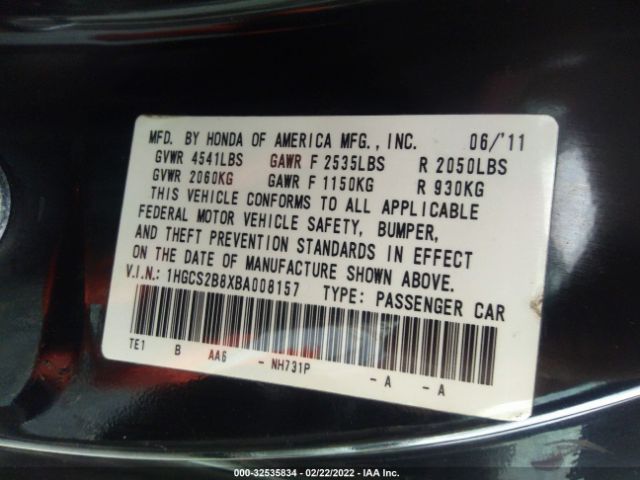 MFD. BY HONDA OF AMERICA MFG., INC. 06/'11
GVWR 4541LBS GAWR F 2535LBS R 2050LBS
GVWR 2060KG GAWR F 1150KG R 930KG
THIS VEHICLE CONFORMS TO ALL APPLICABLE
FEDERAL MOTOR VEHICLE SAFETY, BUMPER,
AND THEFT PREVENTION STANDARDS IN EFFECT
ON THE DATE OF MANUFACTURE SHOWN ABOVE.
V.I.N.: 1HGCS2B8XBA008157 TYPE: PASSENGER CAR
TE1 B AA6 - NH731P - A - A
000-32535834 - 02/22/2022 - IAA Inc.